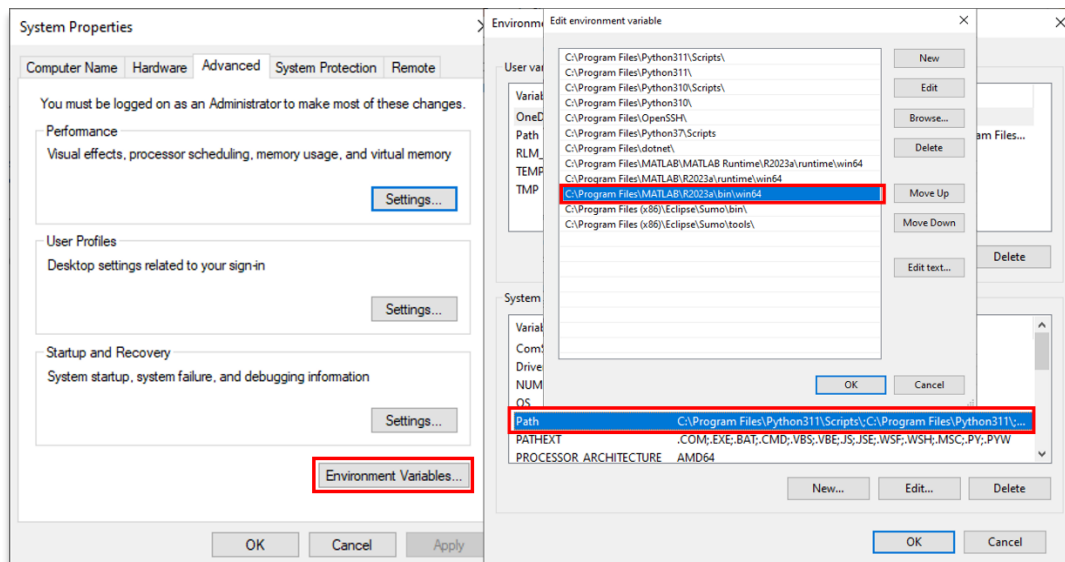 System Properties
Computer Name Hardware Advanced System Protection Remote
You must be logged on as an Administrator to make most of these changes.
Performance
Visual effects, processor scheduling, memory usage, and virtual memory
Settings...
User Profiles
Desktop settings related to your sign-in
Settings...
Startup and Recovery
System startup, system failure, and debugging information
Settings...
Environment Variables...
OK Cancel Apply
Environme
User var
Variab
OneD
Path am Files...
RLM_
TEMP
TMP
Delete
Edit environment variable
C:\Program Files\Python311\Scripts\
C:\Program Files\Python311\
C:\Program Files\Python310\Scripts\
C:\Program Files\Python310\
C:\Program Files\OpenSSH\
C:\Program Files\Python37\Scripts
C:\Program Files\dotnet\
C:\Program Files\MATLAB\MATLAB Runtime\R2023a\runtime\win64
C:\Program Files\MATLAB\R2023a\runtime\win64
C:\Program Files\MATLAB\R2023a\bin\win64
C:\Program Files (x86)\Eclipse\Sumo\bin\
C:\Program Files (x86)\Eclipse\Sumo\tools\
New
Edit
Browse...
Delete
Move Up
Move Down
Edit text...
OK Cancel
System
Variab
ComS
Drive
NUM
OS
Path C:\Program Files\Python311\Scripts\;C:\Program Files\Python311\;...
PATHEXT .COM;.EXE;.BAT;.CMD;.VBS;.VBE;.JS;.JSE;.WSF;.WSH;.MSC;.PY;.PYW
PROCESSOR_ARCHITECTURE AMD64
New... Edit... Delete
OK Cancel